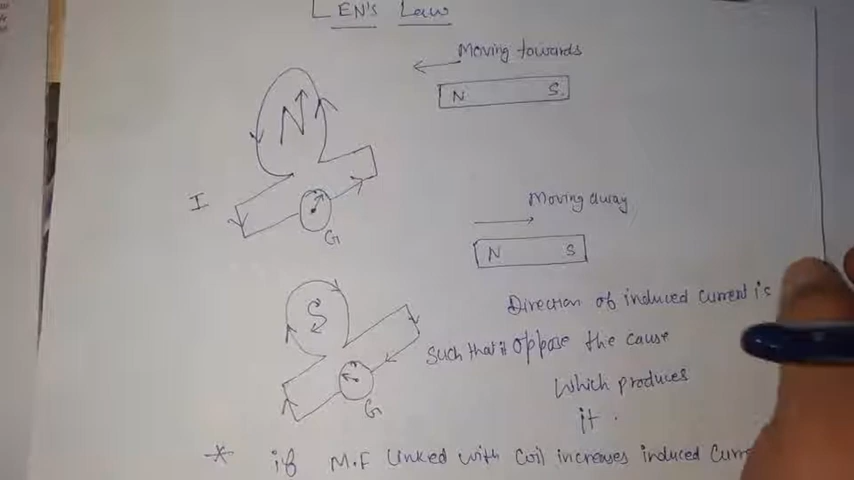 LEN'S LAW
Moving towards
N S
N
I
G
Moving away
N S
S
G
Direction of induced current is
Such that it oppose the cause
Which produces
it.
* if M.F linked with coil increases induced